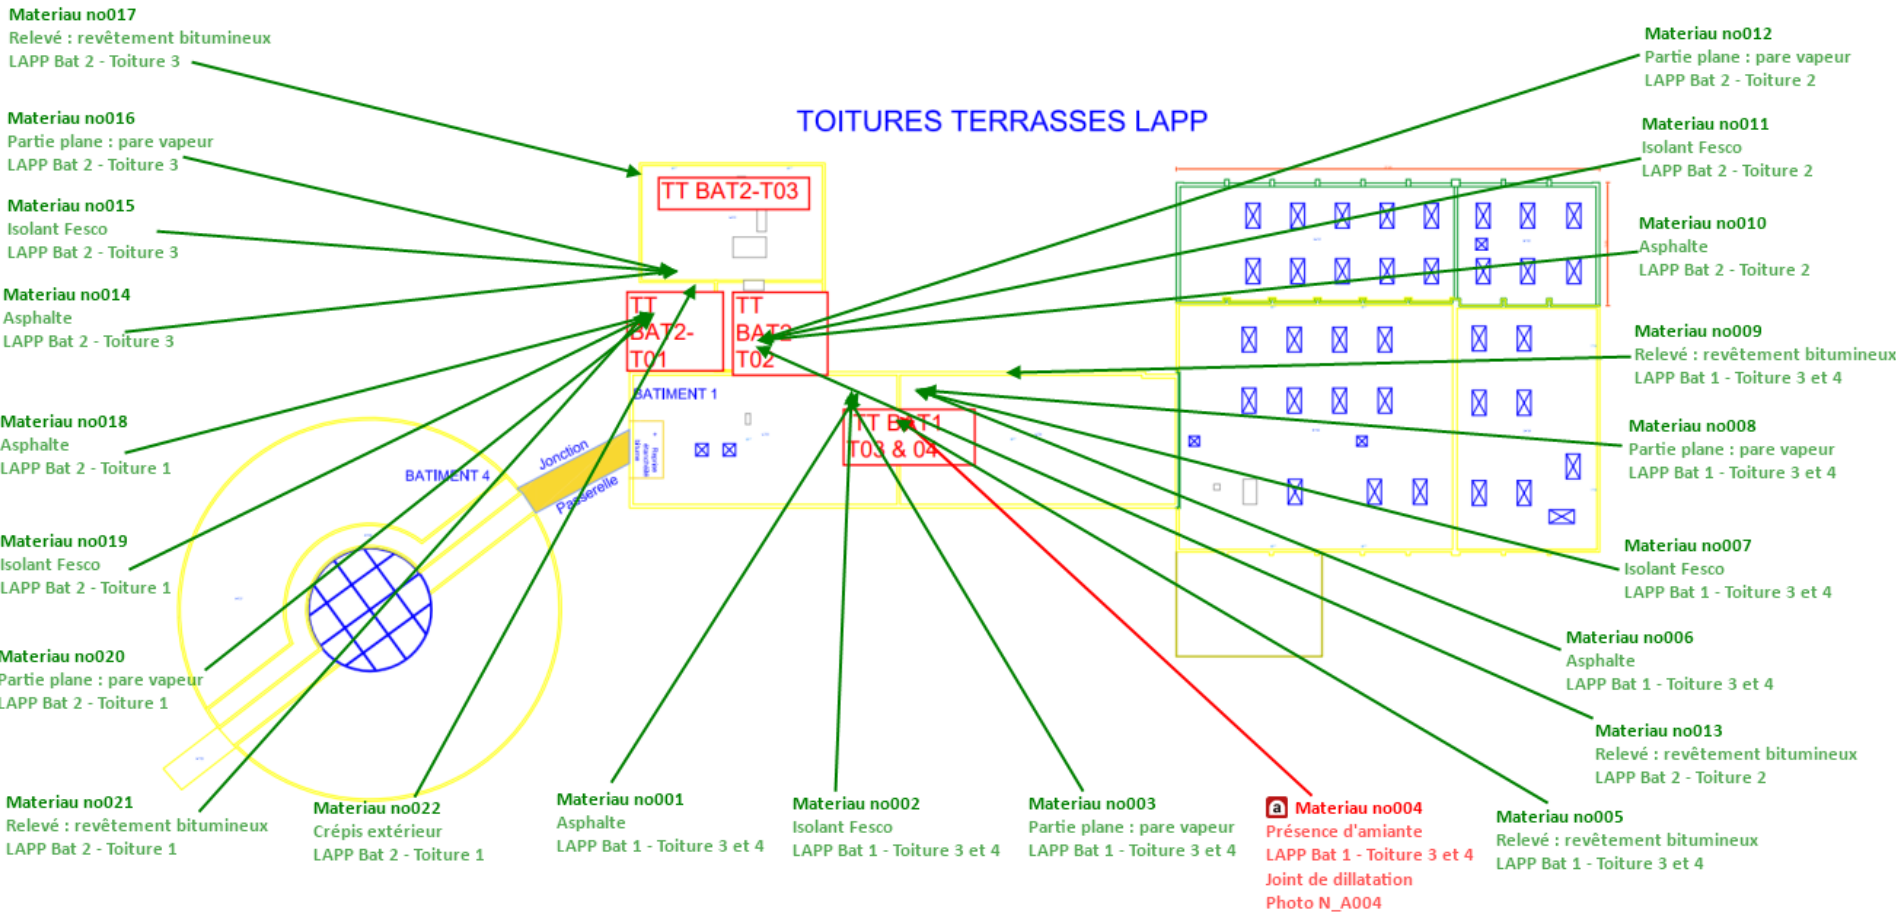 Materiau no017
Relevé : revêtement bitumineux
LAPP Bat 2 - Toiture 3
Materiau no016
Partie plane : pare vapeur
LAPP Bat 2 - Toiture 3
Materiau no015
Isolant Fesco
LAPP Bat 2 - Toiture 3
Materiau no014
Asphalte
LAPP Bat 2 - Toiture 3
Materiau no018
Asphalte
LAPP Bat 2 - Toiture 1
Materiau no019
Isolant Fesco
LAPP Bat 2 - Toiture 1
Materiau no020
Partie plane : pare vapeur
LAPP Bat 2 - Toiture 1
Materiau no021
Relevé : revêtement bitumineux
LAPP Bat 2 - Toiture 1
TOITURES TERRASSES LAPP
TT BAT2-T03
TT
BAT2-
T01
TT
BAT2-
T02
BATIMENT 1
TT BAT1
T03 & 04
BATIMENT 4
Jonction
Passerelle
Materiau no022
Crépis extérieur
LAPP Bat 2 - Toiture 1
Materiau no001
Asphalte
LAPP Bat 1 - Toiture 3 et 4
Materiau no002
Isolant Fesco
LAPP Bat 1 - Toiture 3 et 4
Materiau no003
Partie plane : pare vapeur
LAPP Bat 1 - Toiture 3 et 4
a Materiau no004
Présence d'amiante
LAPP Bat 1 - Toiture 3 et 4
Joint de dillatation
Photo N_A004
Materiau no012
Partie plane : pare vapeur
LAPP Bat 2 - Toiture 2
Materiau no011
Isolant Fesco
LAPP Bat 2 - Toiture 2
Materiau no010
Asphalte
LAPP Bat 2 - Toiture 2
Materiau no009
Relevé : revêtement bitumineux
LAPP Bat 1 - Toiture 3 et 4
Materiau no008
Partie plane : pare vapeur
LAPP Bat 1 - Toiture 3 et 4
Materiau no007
Isolant Fesco
LAPP Bat 1 - Toiture 3 et 4
Materiau no006
Asphalte
LAPP Bat 1 - Toiture 3 et 4
Materiau no013
Relevé : revêtement bitumineux
LAPP Bat 2 - Toiture 2
Materiau no005
Relevé : revêtement bitumineux
LAPP Bat 1 - Toiture 3 et 4